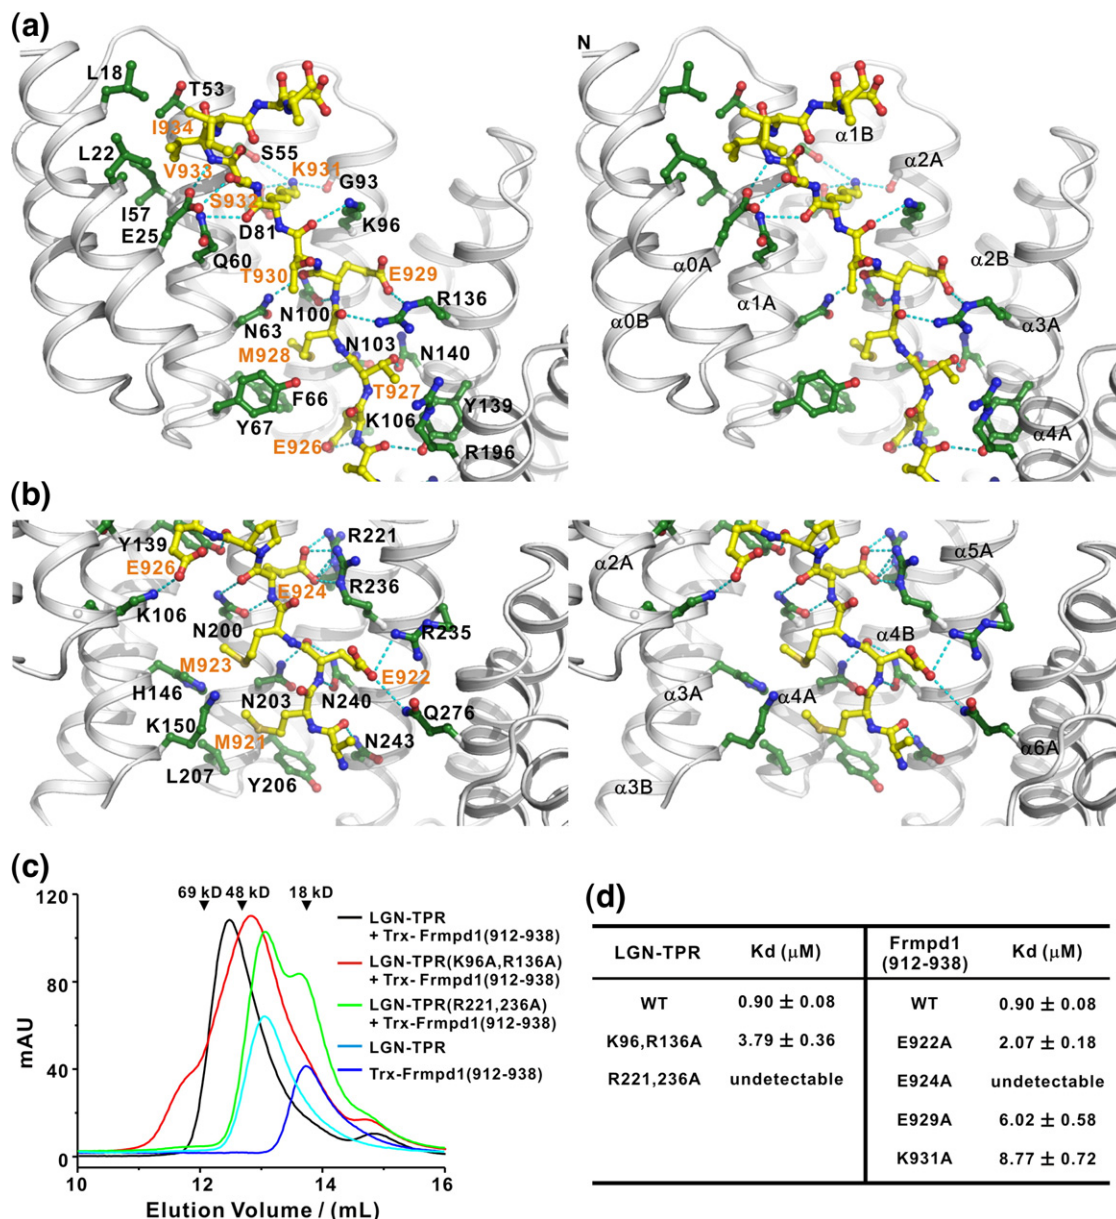 (a)
N
L18
T53
I934
α1B
L22
S55
V933
K931
α2A
S932
G93
I57
E25
D81
K96
Q60
α0A
T930
E929
α2B
α1A
R136
N63
N100
α0B
α3A
M928
N103
N140
T927
F66
Y139
Y67
K106
E926
R196
α4A
(b)
Y139
R221
α5A
α2A
E926
R236
E924
K106
N200
R235
α4B
M923
E922
H146
N203
N240
α3A
α4A
K150
Q276
M921
N243
α6A
L207
Y206
α3B
(c)
69 kD 48 kD 18 kD
120
80
40
0
mAU
10 12 14 16
Elution Volume / (mL)
LGN-TPR
+ Trx- Frmpd1(912-938)
LGN-TPR(K96A,R136A)
+ Trx-Frmpd1(912-938)
LGN-TPR(R221,236A)
+ Trx-Frmpd1(912-938)
LGN-TPR
Trx-Frmpd1(912-938)
(d)
LGN-TPR Kd (μM) Frmpd1 (912-938) Kd (μM)
WT 0.90 ± 0.08 WT 0.90 ± 0.08
K96,R136A 3.79 ± 0.36 E922A 2.07 ± 0.18
R221,236A undetectable E924A undetectable
E929A 6.02 ± 0.58
K931A 8.77 ± 0.72